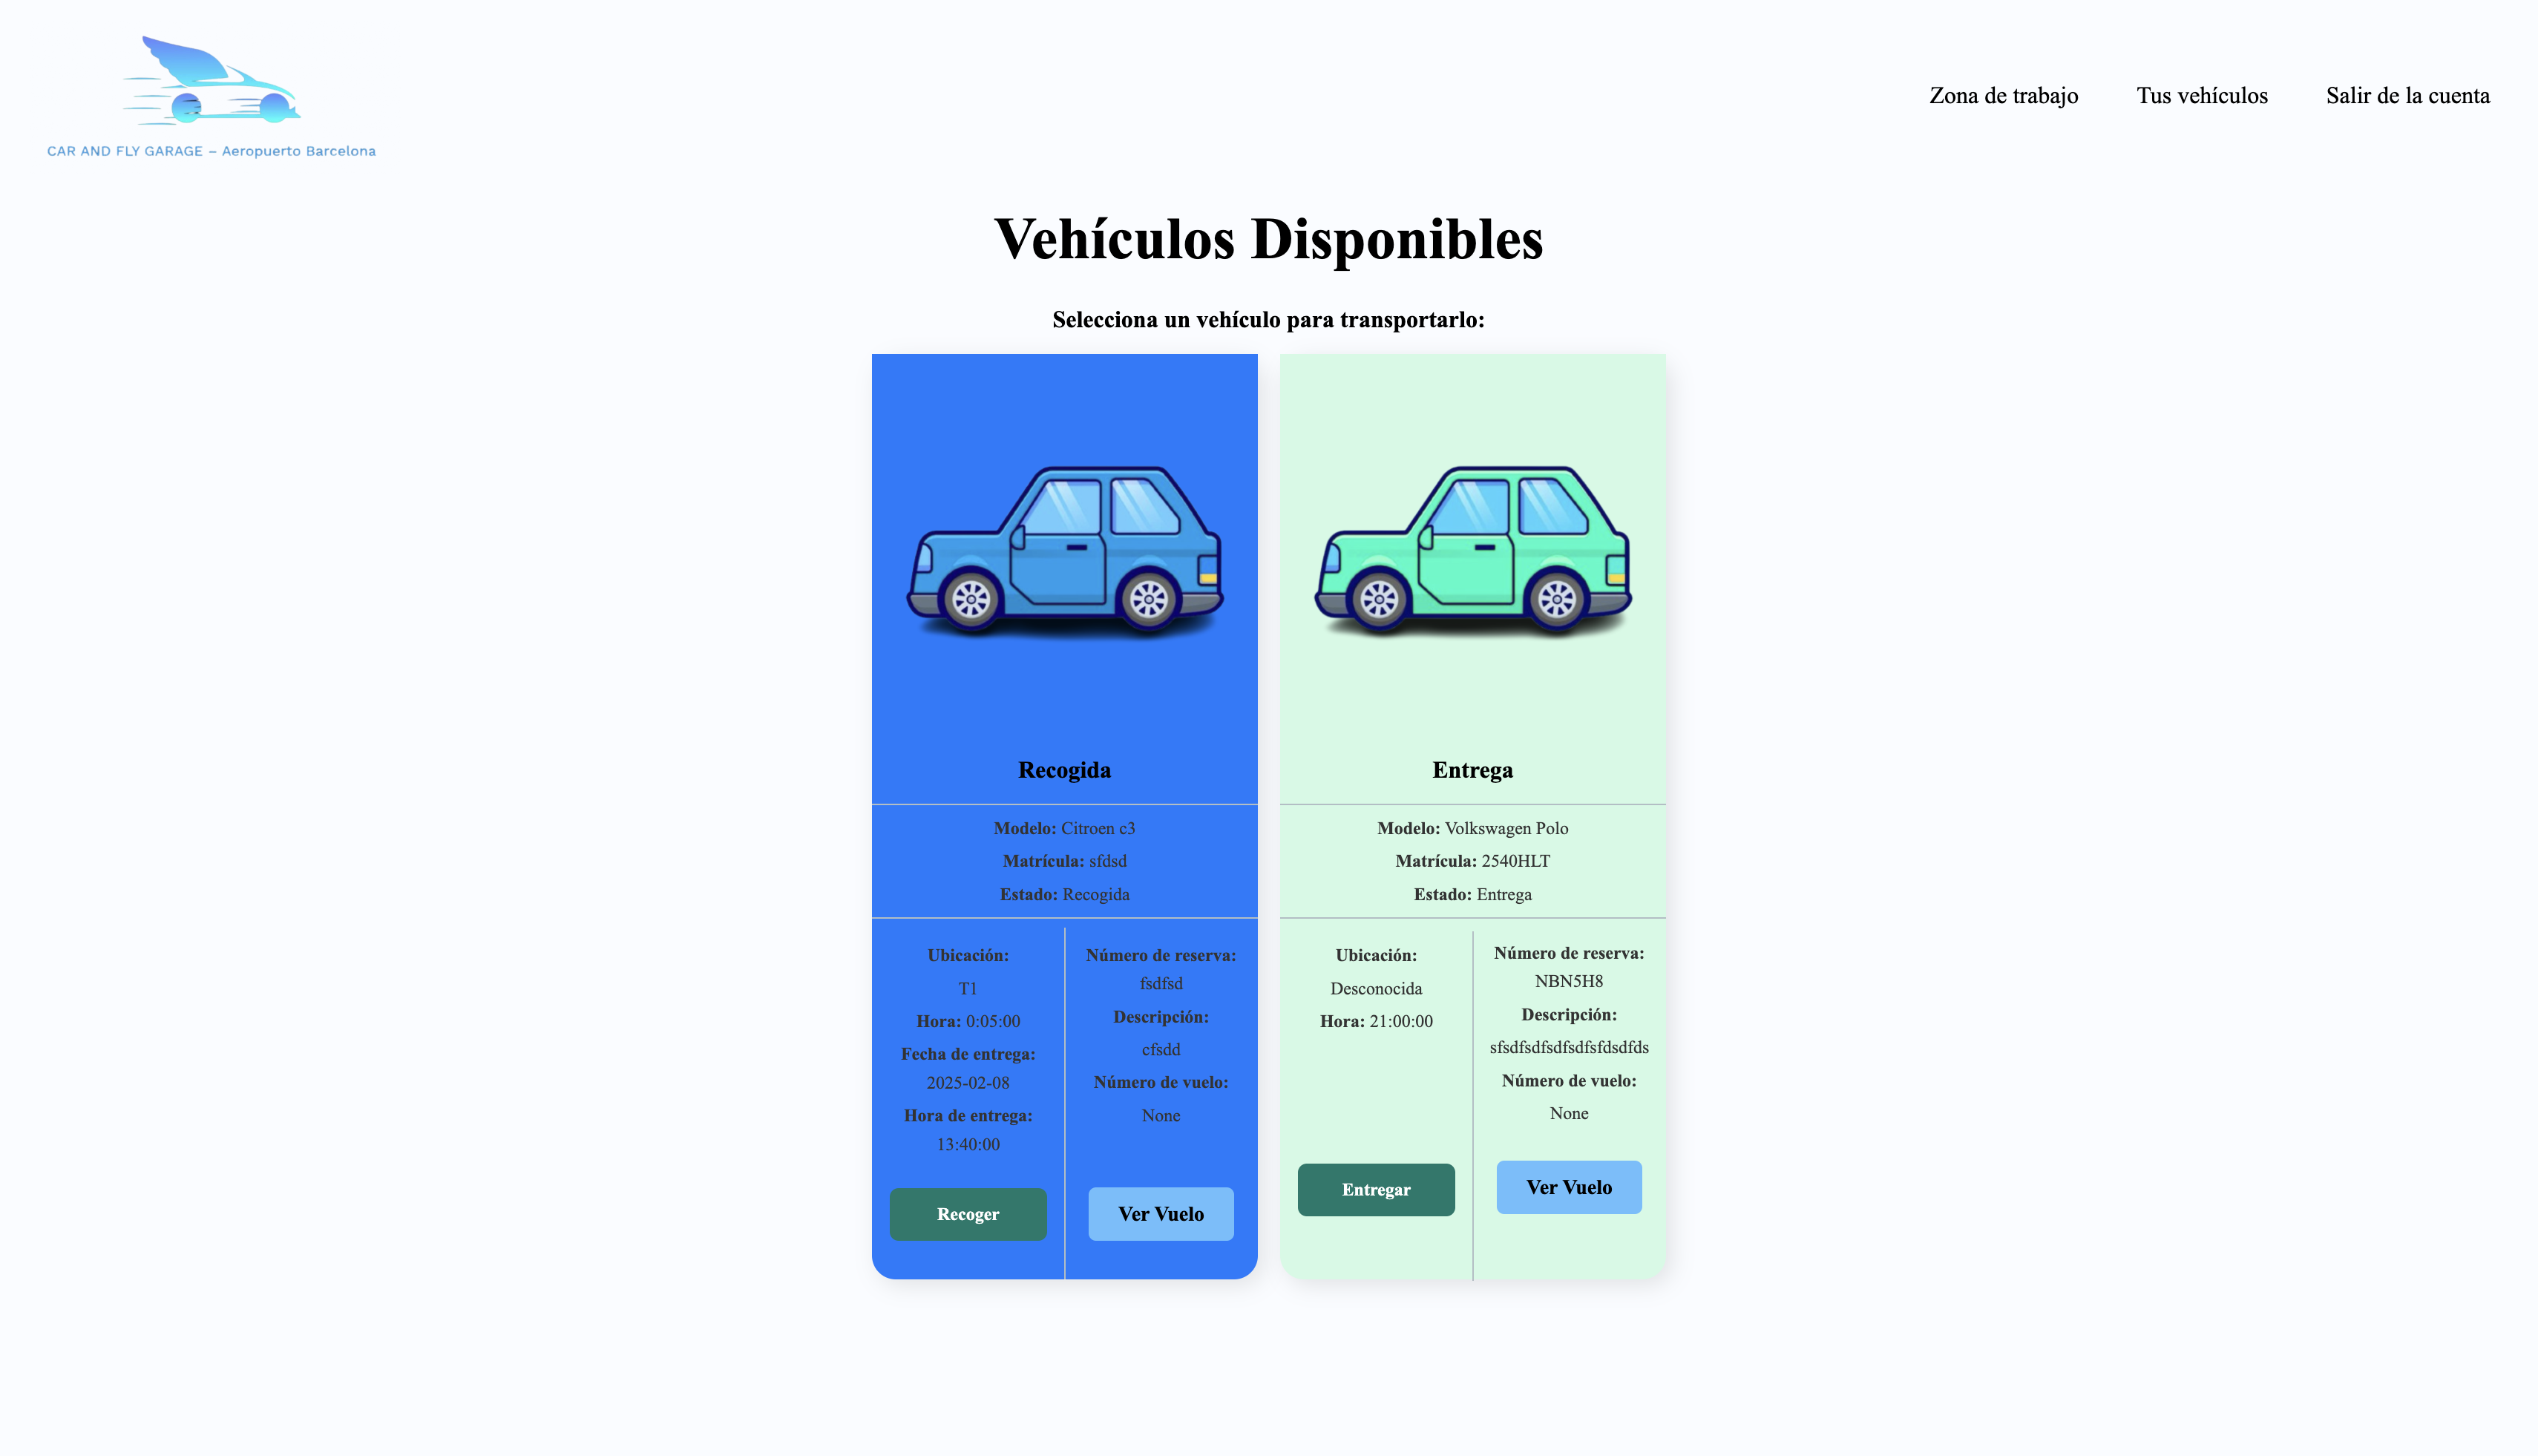 CAR AND FLY GARAGE – Aeropuerto Barcelona
Zona de trabajo
Tus vehículos
Salir de la cuenta
Vehículos Disponibles
Selecciona un vehículo para transportarlo:
Recogida
Modelo: Citroen c3
Matrícula: sfdsd
Estado: Recogida
Ubicación:
T1
Hora: 0:05:00
Fecha de entrega:
2025-02-08
Hora de entrega:
13:40:00
Recoger
Número de reserva:
fsdfsd
Descripción:
cfsdd
Número de vuelo:
None
Ver Vuelo
Entrega
Modelo: Volkswagen Polo
Matrícula: 2540HLT
Estado: Entrega
Ubicación:
Desconocida
Hora: 21:00:00
Entregar
Número de reserva:
NBN5H8
Descripción:
sfsdfsdfsdfsdfsfdsdfds
Número de vuelo:
None
Ver Vuelo